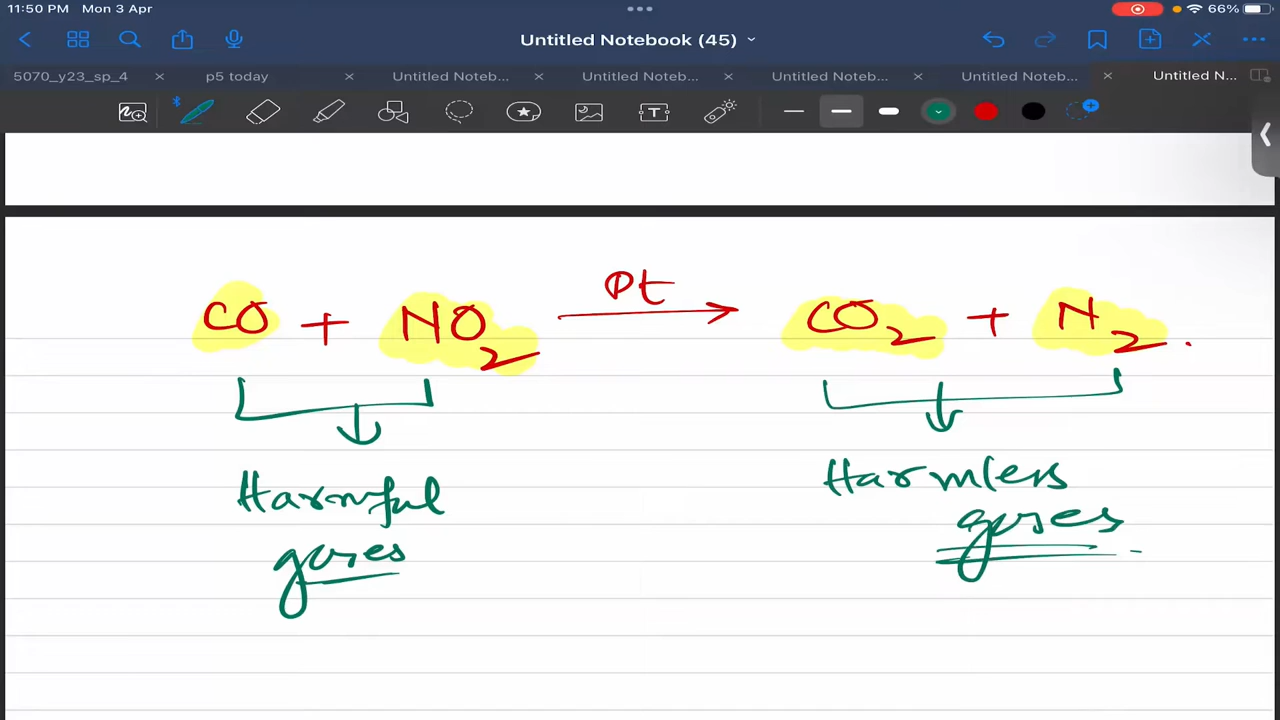 11:50 PM Mon 3 Apr
66%
Untitled Notebook (45)
5070_y23_sp_4
p5 today
Untitled Noteb...
Untitled Noteb...
Untitled Noteb...
Untitled Noteb...
Untitled N...
CO + NO2 Pt CO2 + N2.
Harmful
gases
Harmless
gases